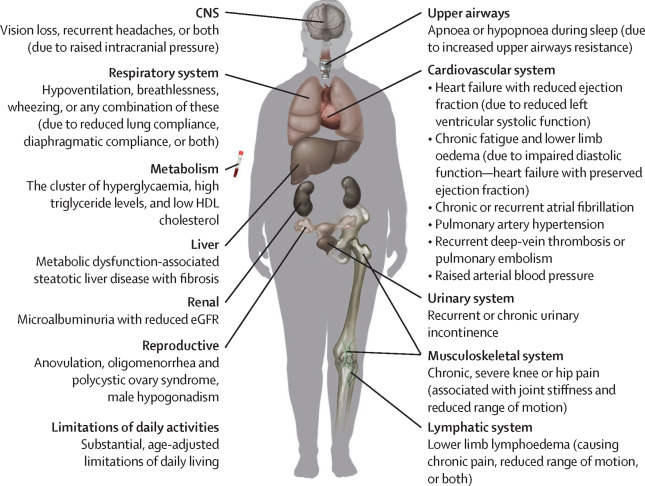 CNS
Vision loss, recurrent headaches, or both
(due to raised intracranial pressure)
Respiratory system
Hypoventilation, breathlessness,
wheezing, or any combination of these
(due to reduced lung compliance,
diaphragmatic compliance, or both)
Metabolism
The cluster of hyperglycaemia, high
triglyceride levels, and low HDL
cholesterol
Liver
Metabolic dysfunction-associated
steatotic liver disease with fibrosis
Renal
Microalbuminuria with reduced eGFR
Reproductive
Anovulation, oligomenorrhea and
polycystic ovary syndrome,
male hypogonadism
Limitations of daily activities
Substantial, age-adjusted
limitations of daily living
Upper airways
Apnoea or hypopnoea during sleep (due
to increased upper airways resistance)
Cardiovascular system
• Heart failure with reduced ejection
fraction (due to reduced left
ventricular systolic function)
• Chronic fatigue and lower limb
oedema (due to impaired diastolic
function—heart failure with preserved
ejection fraction)
• Chronic or recurrent atrial fibrillation
• Pulmonary artery hypertension
• Recurrent deep-vein thrombosis or
pulmonary embolism
• Raised arterial blood pressure
Urinary system
Recurrent or chronic urinary
incontinence
Musculoskeletal system
Chronic, severe knee or hip pain
(associated with joint stiffness and
reduced range of motion)
Lymphatic system
Lower limb lymphoedema (causing
chronic pain, reduced range of motion,
or both)